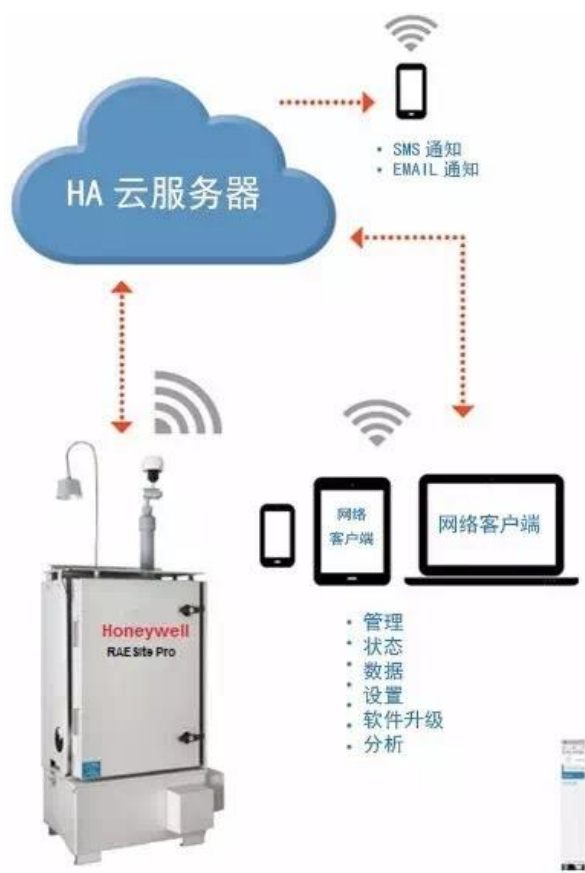 • SMS 通知
• EMAIL 通知
HA 云服务器
网络
客户端
网络客户端
Honeywell
RAESite Pro
• 管理
• 状态
• 数据
• 设置
• 软件升级
• 分析